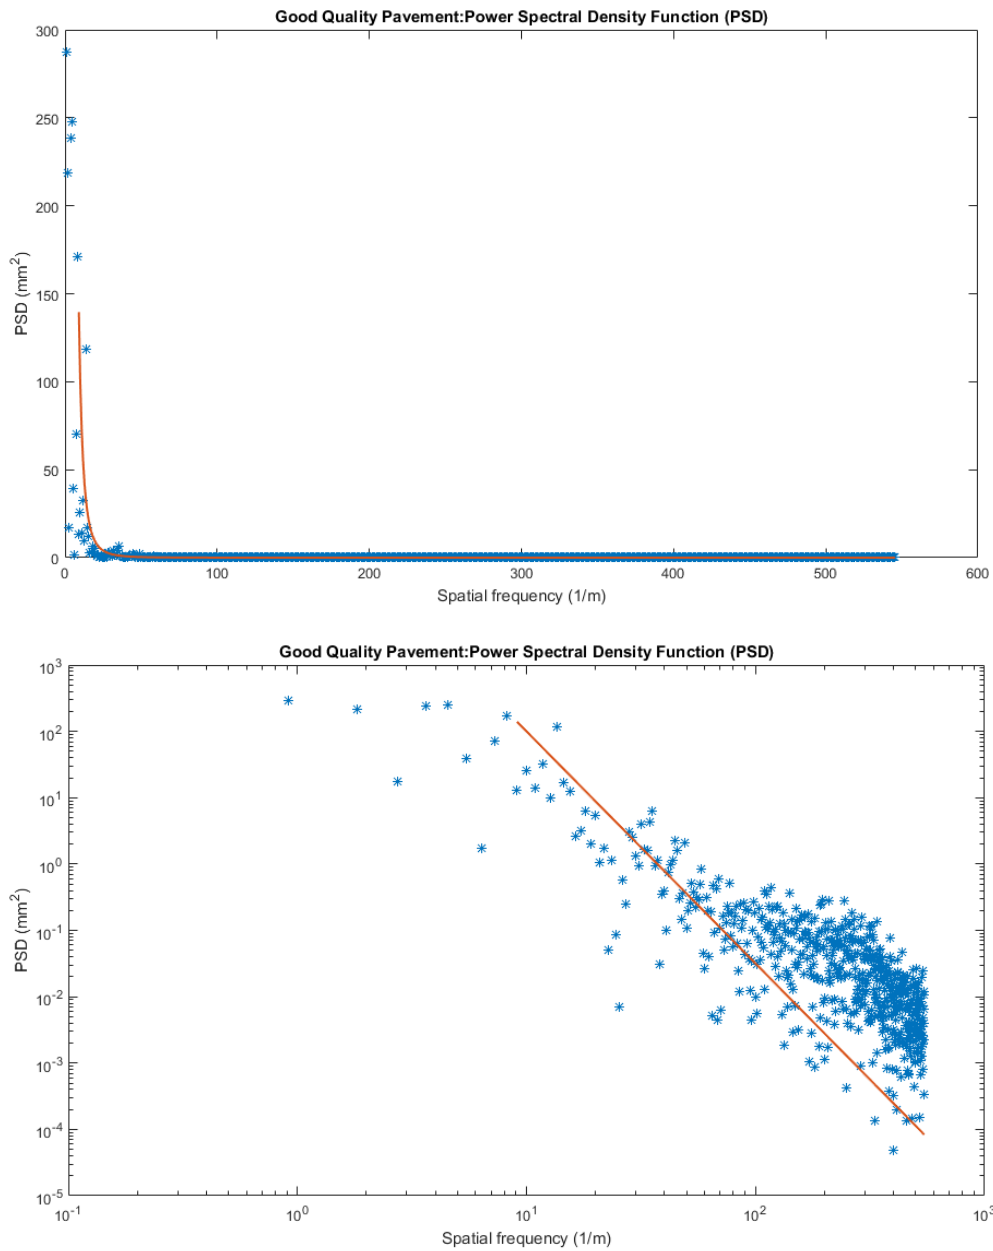 Good Quality Pavement:Power Spectral Density Function (PSD)
300
250
200
150
100
50
0
PSD (mm²)
0 100 200 300 400 500 600
Spatial frequency (1/m)
Good Quality Pavement:Power Spectral Density Function (PSD)
10³
10²
10¹
10⁰
10⁻¹
10⁻²
10⁻³
10⁻⁴
10⁻⁵
PSD (mm²)
10⁻¹ 10⁰ 10¹ 10² 10³
Spatial frequency (1/m)